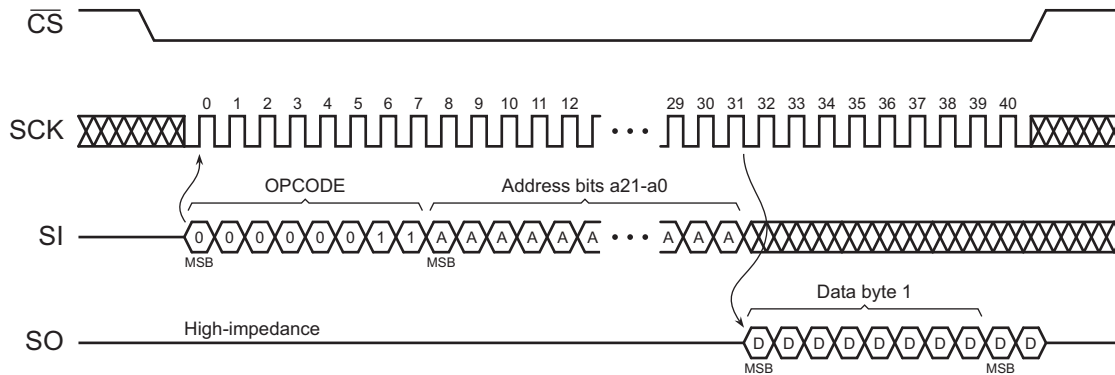 CS
0 1 2 3 4 5 6 7 8 9 10 11 12 29 30 31 32 33 34 35 36 37 38 39 40
SCK
OPCODE Address bits a21-a0
SI 0 0 0 0 0 0 1 1 A A A A A A A A A
MSB MSB
Data byte 1
High-impedance
SO D D D D D D D D D D
MSB MSB